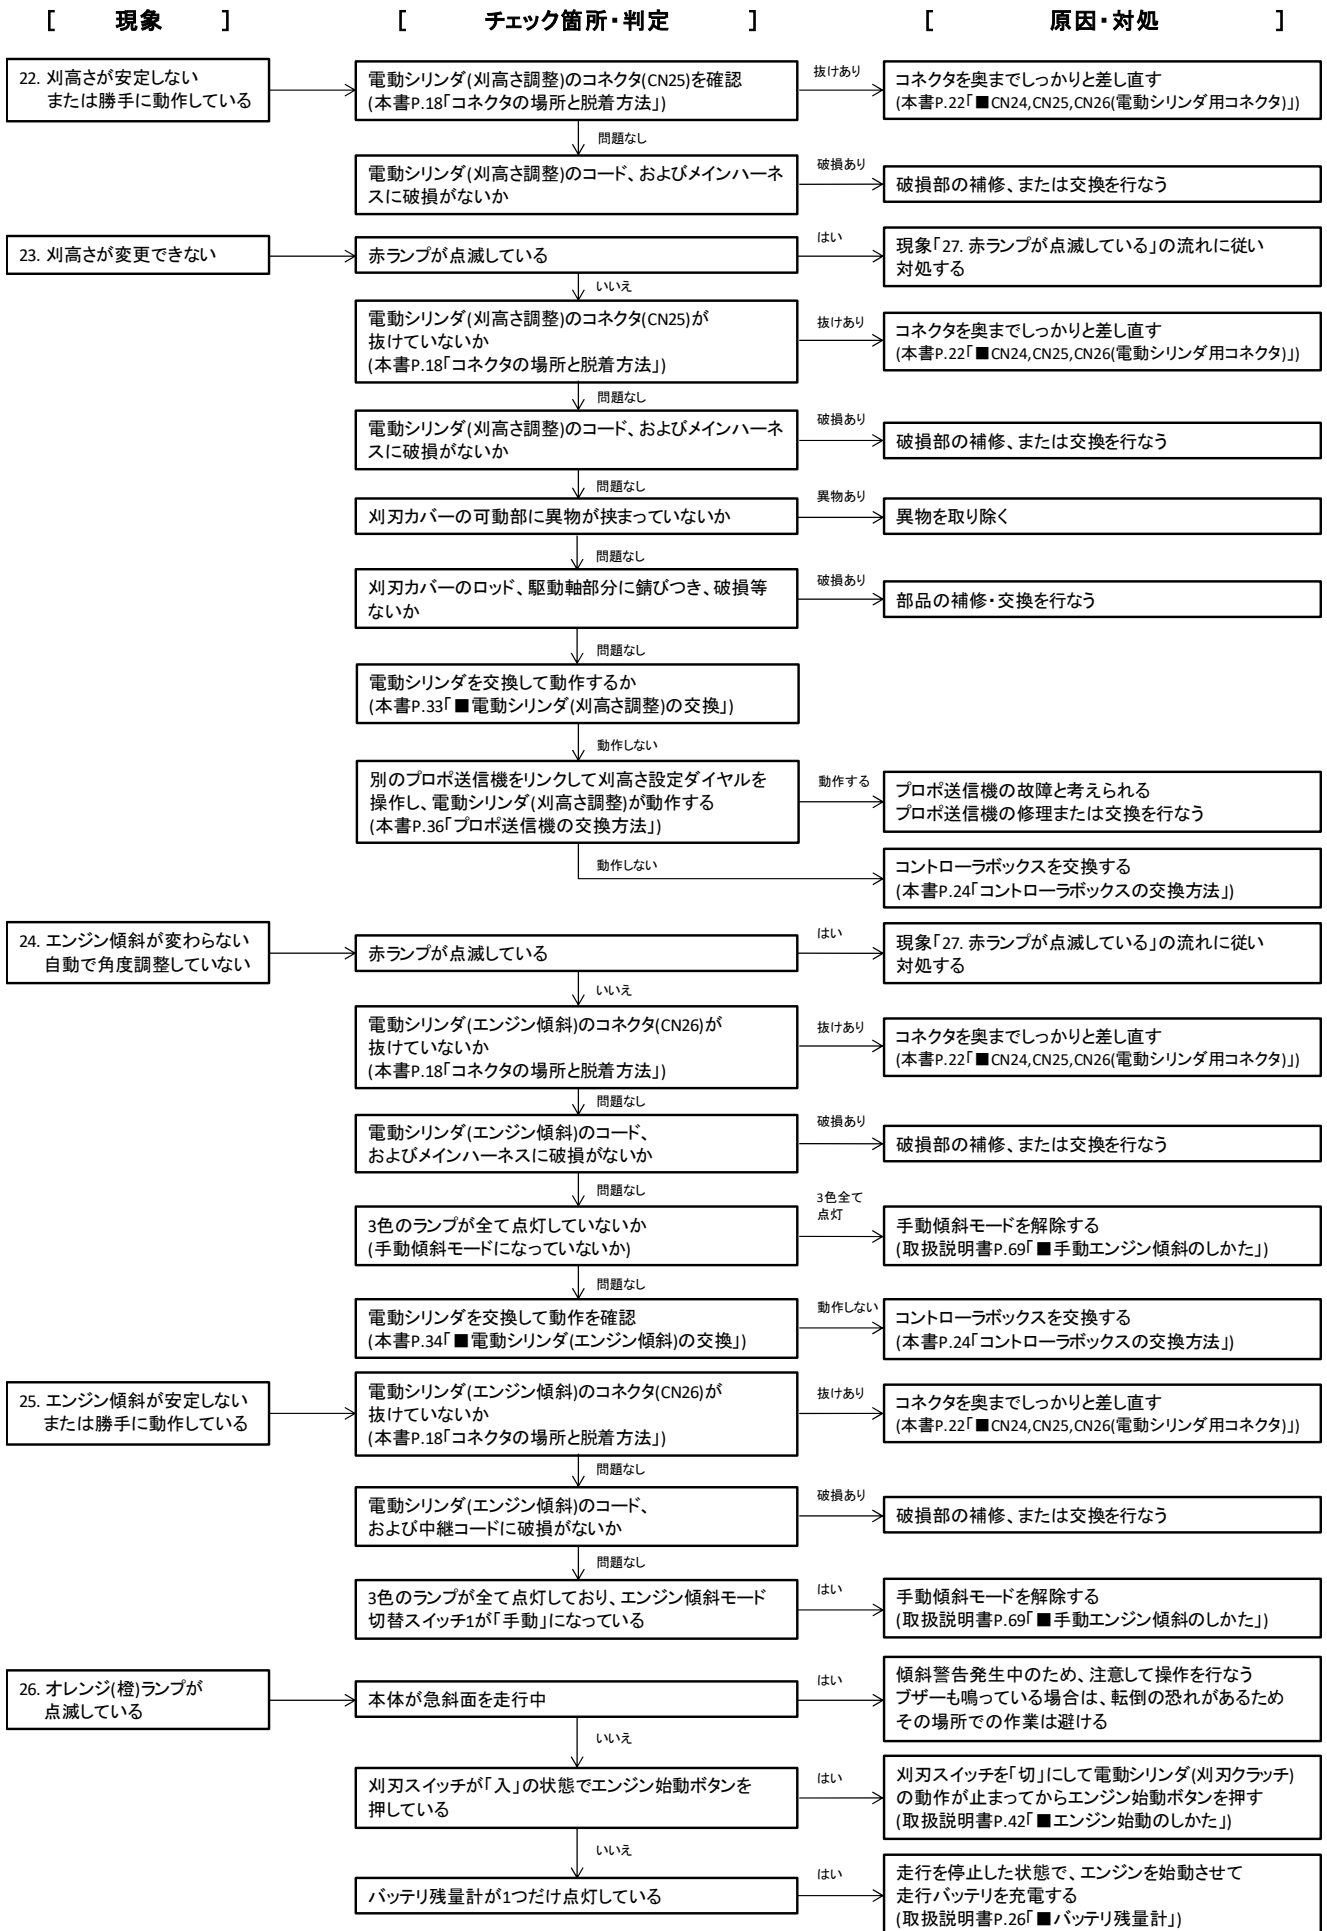 [ 現象 ]
[ チェック箇所・判定 ]
[ 原因・対処 ]
22. 刈高さが安定しない
または勝手に動作している
電動シリンダ(刈高さ調整)のコネクタ(CN25)を確認
(本書P.18「コネクタの場所と脱着方法」)
抜けあり
コネクタを奥までしっかりと差し直す
(本書P.22「■CN24,CN25,CN26(電動シリンダ用コネクタ)」)
問題なし
電動シリンダ(刈高さ調整)のコード、およびメインハーネ
スに破損がないか
破損あり
破損部の補修、または交換を行なう
23. 刈高さが変更できない
赤ランプが点滅している
はい
現象「27. 赤ランプが点滅している」の流れに従い
対処する
いいえ
電動シリンダ(刈高さ調整)のコネクタ(CN25)が
抜けていないか
(本書P.18「コネクタの場所と脱着方法」)
抜けあり
コネクタを奥までしっかりと差し直す
(本書P.22「■CN24,CN25,CN26(電動シリンダ用コネクタ)」)
問題なし
電動シリンダ(刈高さ調整)のコード、およびメインハーネ
スに破損がないか
破損あり
破損部の補修、または交換を行なう
問題なし
刈刃カバーの可動部に異物が挟まっていないか
異物あり
異物を取り除く
問題なし
刈刃カバーのロッド、駆動軸部分に錆びつき、破損等
ないか
破損あり
部品の補修・交換を行なう
問題なし
電動シリンダを交換して動作するか
(本書P.33「■電動シリンダ(刈高さ調整)の交換」)
動作しない
別のプロポ送信機をリンクして刈高さ設定ダイヤルを
操作し、電動シリンダ(刈高さ調整)が動作する
(本書P.36「プロポ送信機の交換方法」)
動作する
プロポ送信機の故障と考えられる
プロポ送信機の修理または交換を行なう
動作しない
コントローラボックスを交換する
(本書P.24「コントローラボックスの交換方法」)
24. エンジン傾斜が変わらない
自動で角度調整していない
赤ランプが点滅している
はい
現象「27. 赤ランプが点滅している」の流れに従い
対処する
いいえ
電動シリンダ(エンジン傾斜)のコネクタ(CN26)が
抜けていないか
(本書P.18「コネクタの場所と脱着方法」)
抜けあり
コネクタを奥までしっかりと差し直す
(本書P.22「■CN24,CN25,CN26(電動シリンダ用コネクタ)」)
問題なし
電動シリンダ(エンジン傾斜)のコード、
およびメインハーネスに破損がないか
破損あり
破損部の補修、または交換を行なう
問題なし
3色のランプが全て点灯していないか
(手動傾斜モードになっていないか)
3色全て
点灯
手動傾斜モードを解除する
(取扱説明書P.69「■手動エンジン傾斜のしかた」)
問題なし
電動シリンダを交換して動作を確認
(本書P.34「■電動シリンダ(エンジン傾斜)の交換」)
動作しない
コントローラボックスを交換する
(本書P.24「コントローラボックスの交換方法」)
25. エンジン傾斜が安定しない
または勝手に動作している
電動シリンダ(エンジン傾斜)のコネクタ(CN26)が
抜けていないか
(本書P.18「コネクタの場所と脱着方法」)
抜けあり
コネクタを奥までしっかりと差し直す
(本書P.22「■CN24,CN25,CN26(電動シリンダ用コネクタ)」)
問題なし
電動シリンダ(エンジン傾斜)のコード、
および中継コードに破損がないか
破損あり
破損部の補修、または交換を行なう
問題なし
3色のランプが全て点灯しており、エンジン傾斜モード
切替スイッチ1が「手動」になっている
はい
手動傾斜モードを解除する
(取扱説明書P.69「■手動エンジン傾斜のしかた」)
26. オレンジ(橙)ランプが
点滅している
本体が急斜面を走行中
はい
傾斜警告発生中のため、注意して操作を行なう
ブザーも鳴っている場合は、転倒の恐れがあるため
その場所での作業は避ける
いいえ
刈刃スイッチが「入」の状態でエンジン始動ボタンを
押している
はい
刈刃スイッチを「切」にして電動シリンダ(刈刃クラッチ)
の動作が止まってからエンジン始動ボタンを押す
(取扱説明書P.42「■エンジン始動のしかた」)
いいえ
バッテリ残量計が1つだけ点灯している
はい
走行を停止した状態で、エンジンを始動させて
走行バッテリを充電する
(取扱説明書P.26「■バッテリ残量計」)